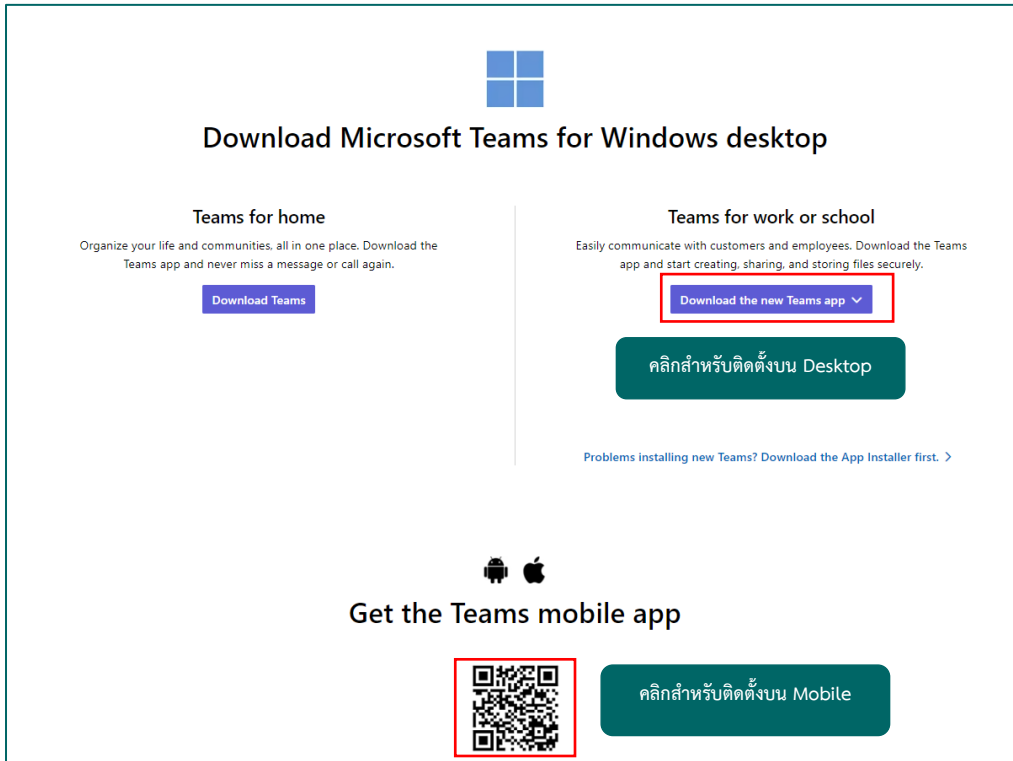 Download Microsoft Teams for Windows desktop
Teams for home
Organize your life and communities, all in one place. Download the
Teams app and never miss a message or call again.
Download Teams
Teams for work or school
Easily communicate with customers and employees. Download the Teams
app and start creating, sharing, and storing files securely.
Download the new Teams app
คลิกสำหรับติดตั้งบน Desktop
Problems installing new Teams? Download the App Installer first. >
Get the Teams mobile app
คลิกสำหรับติดตั้งบน Mobile